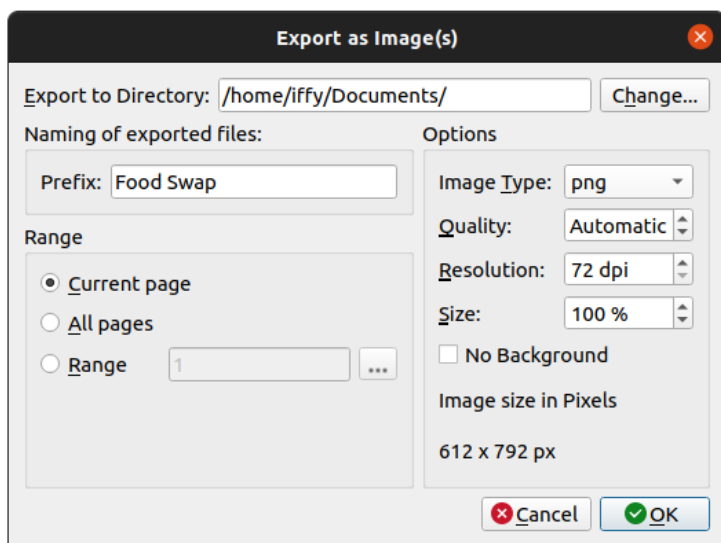 Export as Image(s)
Export to Directory: /home/iffy/Documents/ Change...
Naming of exported files:
Prefix: Food Swap
Range
Current page
All pages
Range 1 ...
Options
Image Type: png
Quality: Automatic
Resolution: 72 dpi
Size: 100 %
No Background
Image size in Pixels
612 x 792 px
Cancel OK